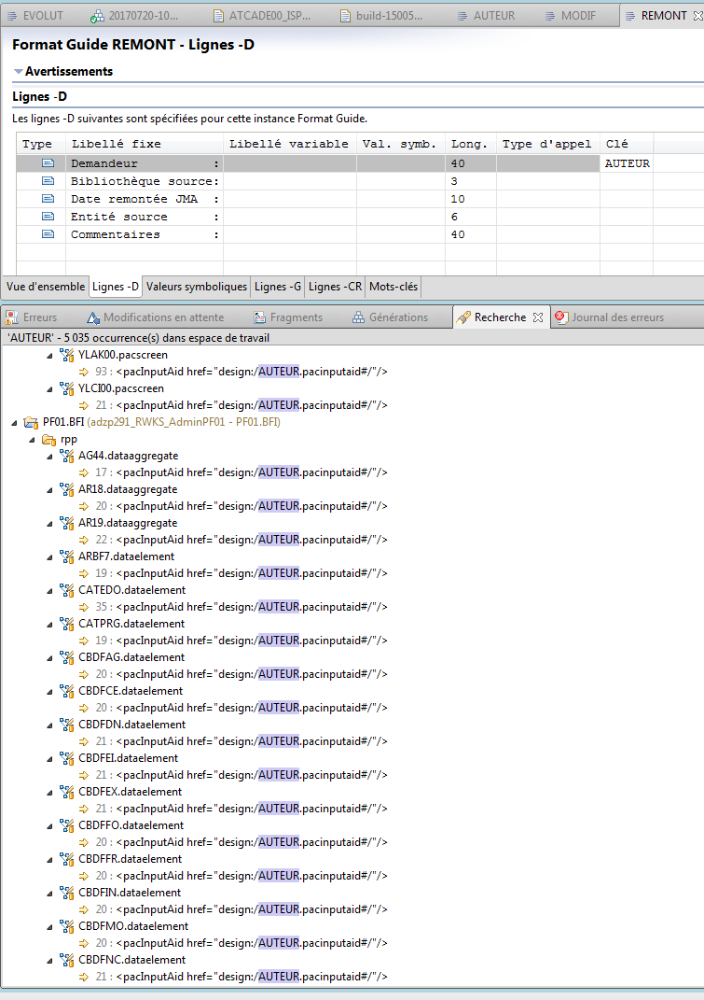 EVOLUT 20170720-10... ATCADE00_ISP... build-15005... AUTEUR MODIF REMONT
Format Guide REMONT - Lignes -D
Avertissements
Lignes -D
Les lignes -D suivantes sont spécifiées pour cette instance Format Guide.
Type Libellé fixe Libellé variable Val. symb. Long. Type d'appel Clé
Demandeur : 40 AUTEUR
Bibliothèque source: 3
Date remontée JMA : 10
Entité source : 6
Commentaires : 40
Vue d'ensemble Lignes -D Valeurs symboliques Lignes -G Lignes -CR Mots-clés
Erreurs Modifications en attente Fragments Générations Recherche Journal des erreurs
'AUTEUR' - 5 035 occurrence(s) dans espace de travail
YLAK00.pacscreen
93 : <pacInputAid href="design:/AUTEUR.pacinputaid#/"/>
YLCI00.pacscreen
21 : <pacInputAid href="design:/AUTEUR.pacinputaid#/"/>
PF01.BFI (adzp291_RWKS_AdminPF01 - PF01.BFI)
rpp
AG44.dataaggregate
17 : <pacInputAid href="design:/AUTEUR.pacinputaid#/"/>
AR18.dataaggregate
20 : <pacInputAid href="design:/AUTEUR.pacinputaid#/"/>
AR19.dataaggregate
22 : <pacInputAid href="design:/AUTEUR.pacinputaid#/"/>
ARBF7.dataelement
19 : <pacInputAid href="design:/AUTEUR.pacinputaid#/"/>
CATEDO.dataelement
35 : <pacInputAid href="design:/AUTEUR.pacinputaid#/"/>
CATPRG.dataelement
19 : <pacInputAid href="design:/AUTEUR.pacinputaid#/"/>
CBDFAG.dataelement
20 : <pacInputAid href="design:/AUTEUR.pacinputaid#/"/>
CBDFCE.dataelement
20 : <pacInputAid href="design:/AUTEUR.pacinputaid#/"/>
CBDFDN.dataelement
21 : <pacInputAid href="design:/AUTEUR.pacinputaid#/"/>
CBDFEI.dataelement
21 : <pacInputAid href="design:/AUTEUR.pacinputaid#/"/>
CBDFEX.dataelement
21 : <pacInputAid href="design:/AUTEUR.pacinputaid#/"/>
CBDFFO.dataelement
20 : <pacInputAid href="design:/AUTEUR.pacinputaid#/"/>
CBDFFR.dataelement
20 : <pacInputAid href="design:/AUTEUR.pacinputaid#/"/>
CBDFIN.dataelement
20 : <pacInputAid href="design:/AUTEUR.pacinputaid#/"/>
CBDFMO.dataelement
20 : <pacInputAid href="design:/AUTEUR.pacinputaid#/"/>
CBDFNC.dataelement
21 : <pacInputAid href="design:/AUTEUR.pacinputaid#/"/>